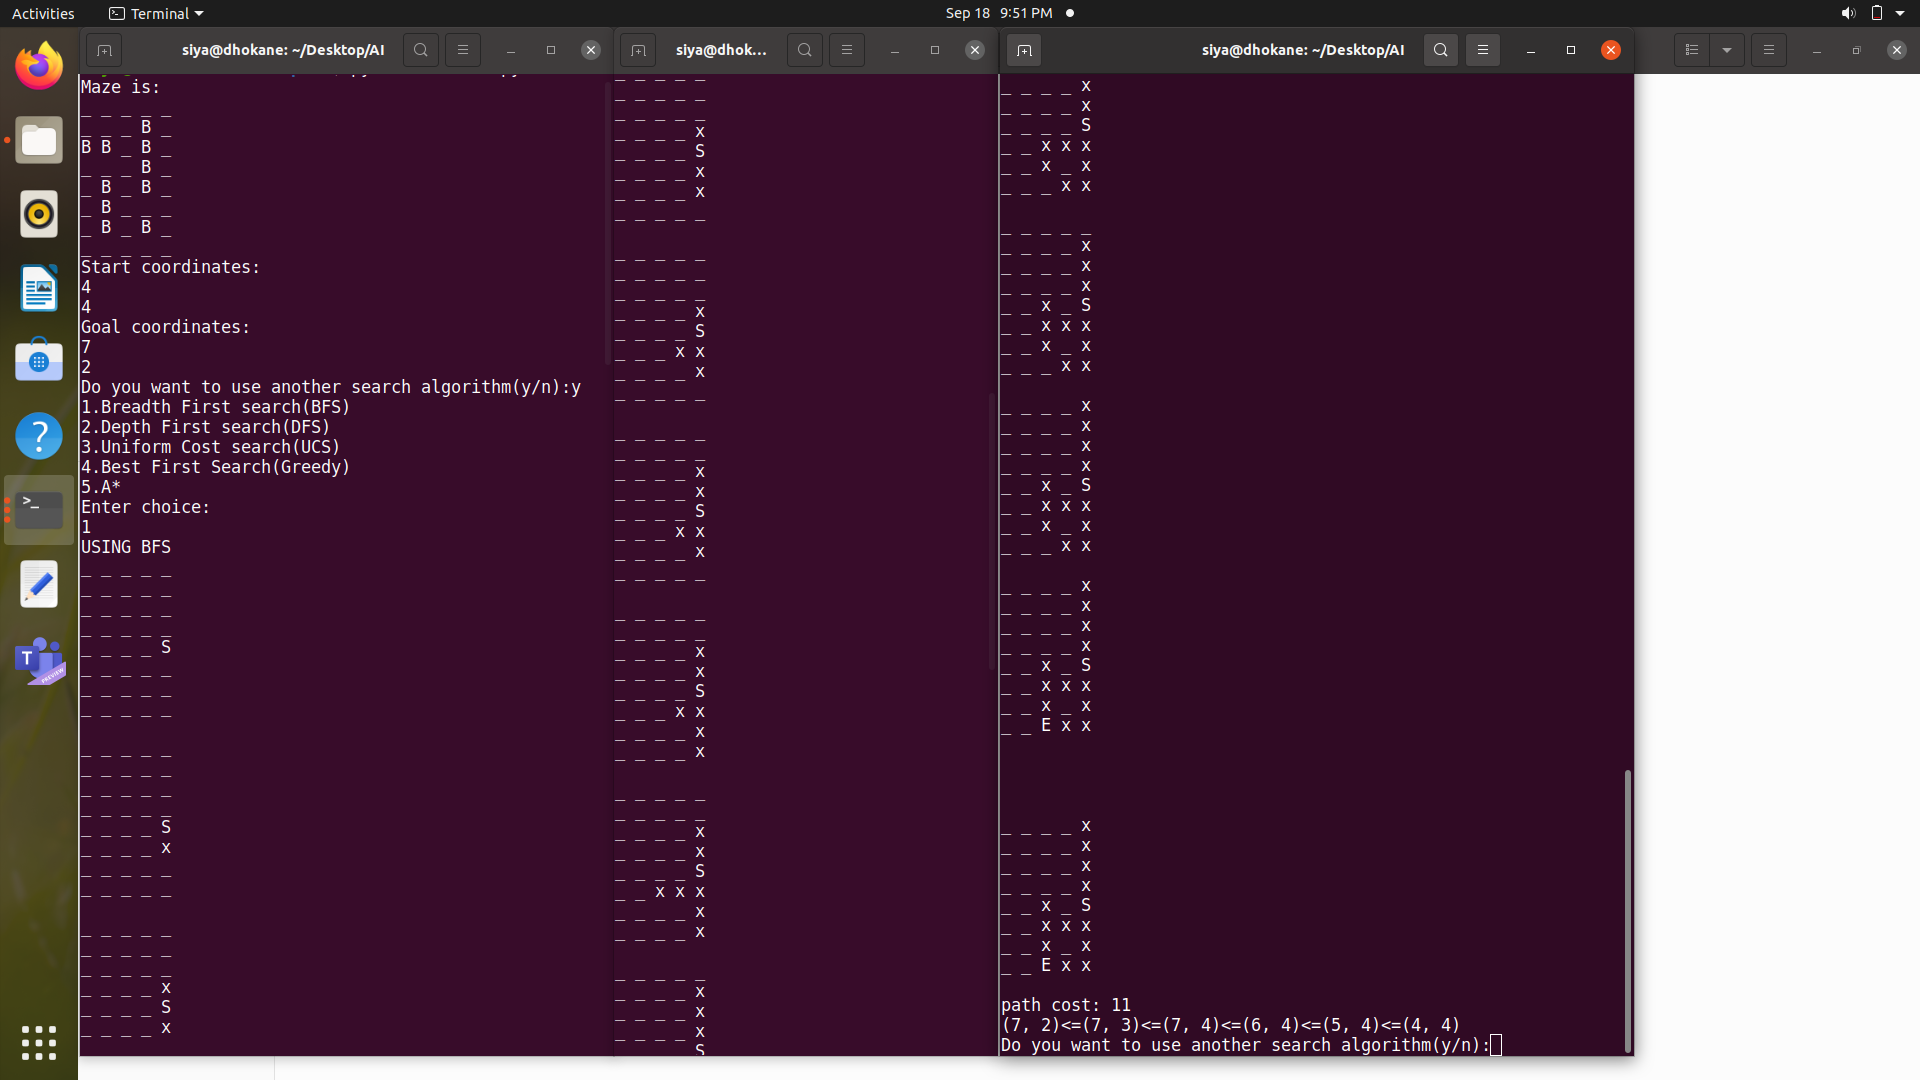 Activities
Terminal
Sep 18 9:51 PM
siya@dhokane: ~/Desktop/AI
siya@dhok...
siya@dhokane: ~/Desktop/AI
Maze is:
_ _ _ _ _
_ _ _ B _
B B _ B _
_ _ _ B _
_ B _ B _
_ B _ _ _
_ B _ B _
_ _ _ _ _
Start coordinates:
4
4
Goal coordinates:
7
2
Do you want to use another search algorithm(y/n):y
1.Breadth First search(BFS)
2.Depth First search(DFS)
3.Uniform Cost search(UCS)
4.Best First Search(Greedy)
5.A*
Enter choice:
1
USING BFS
_ _ _ _ _
_ _ _ _ _
_ _ _ _ _
_ _ _ _ _
_ _ _ _ S
_ _ _ _ _
_ _ _ _ _
_ _ _ _ _
_ _ _ _ _
_ _ _ _ _
_ _ _ _ _
_ _ _ _ _
_ _ _ _ S
_ _ _ _ x
_ _ _ _ _
_ _ _ _ _
_ _ _ _ _
_ _ _ _ _
_ _ _ _ _
_ _ _ _ x
_ _ _ _ S
_ _ _ _ x
_ _ _ _ _
_ _ _ _ _
_ _ _ _ _
_ _ _ _ x
_ _ _ _ S
_ _ _ _ x
_ _ _ _ x
_ _ _ _ _
_ _ _ _ _
_ _ _ _ _
_ _ _ _ _
_ _ _ _ x
_ _ _ _ S
_ _ _ x x
_ _ _ _ x
_ _ _ _ _
_ _ _ _ _
_ _ _ _ _
_ _ _ _ x
_ _ _ _ x
_ _ _ _ S
_ _ _ x x
_ _ _ _ x
_ _ _ _ _
_ _ _ _ _
_ _ _ _ _
_ _ _ _ x
_ _ _ _ x
_ _ _ _ S
_ _ _ x x
_ _ _ _ x
_ _ _ _ x
_ _ _ _ _
_ _ _ _ _
_ _ _ _ x
_ _ _ _ x
_ _ _ _ S
_ _ x x x
_ _ _ _ x
_ _ _ _ x
_ _ _ _ _
_ _ _ _ x
_ _ _ _ x
_ _ _ _ x
_ _ _ _ S
_ _ _ _ x
_ _ _ _ x
_ _ _ _ S
_ _ x x x
_ _ x _ x
_ _ _ x x
_ _ _ _ _
_ _ _ _ x
_ _ _ _ x
_ _ _ _ x
_ _ x _ S
_ _ x x x
_ _ x _ x
_ _ _ x x
_ _ _ _ x
_ _ _ _ x
_ _ _ _ x
_ _ _ _ x
_ _ x _ S
_ _ x x x
_ _ x _ x
_ _ _ x x
_ _ _ _ x
_ _ _ _ x
_ _ _ _ x
_ _ _ _ x
_ _ x _ S
_ _ x x x
_ _ x _ x
_ _ E x x
_ _ _ _ x
_ _ _ _ x
_ _ _ _ x
_ _ _ _ x
_ _ x _ S
_ _ x x x
_ _ x _ x
_ _ E x x
path cost: 11
(7, 2)<=(7, 3)<=(7, 4)<=(6, 4)<=(5, 4)<=(4, 4)
Do you want to use another search algorithm(y/n):